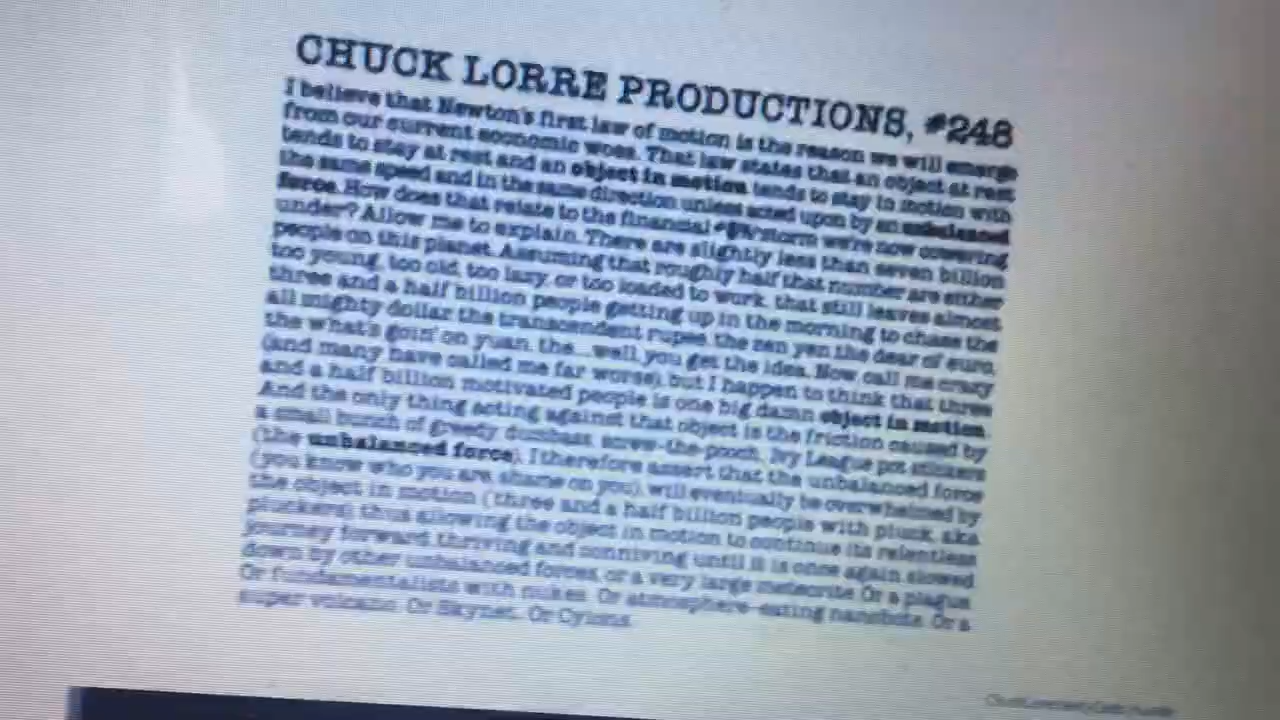 CHUCK LORRE PRODUCTIONS, #248
I believe that Newton's first law of motion is the reason we will emerge
from our current economic woes. That law states that an object at rest
tends to stay at rest and an object in motion tends to stay in motion with
the same speed and in the same direction unless acted upon by an unbalanced
force. How does that relate to the financial storm we're now cowering
under? Allow me to explain. There are slightly less than seven billion
people on this planet. Assuming that roughly half that number are either
too young, too old, too lazy, or too loaded to work, that still leaves almost
three and a half billion people getting up in the morning to chase the
all mighty dollar, the transcendent rupee, the zen yen, the dear of euro,
the what's goin' on yuan, the...well, you get the idea. Now, call me crazy
(and many have called me far worse), but I happen to think that three
and a half billion motivated people is one big damn object in motion.
And the only thing acting against that object is the friction caused by
a small bunch of greedy, dumbass, screw-the-pooch, Ivy League pot stickers
(the unbalanced force). I therefore assert that the unbalanced force
(you know who you are, shame on you), will eventually be overwhelmed by
the object in motion (three and a half billion people with pluck, aka
pluckers), thus allowing the object in motion to continue its relentless
journey forward, thriving and conniving until it is once again slowed
down by other unbalanced forces, or a very large meteorite. Or a plague.
Or fundamentalists with nukes. Or atmosphere-eating nanobots. Or a
super volcano. Or Skynet. Or Cylons.